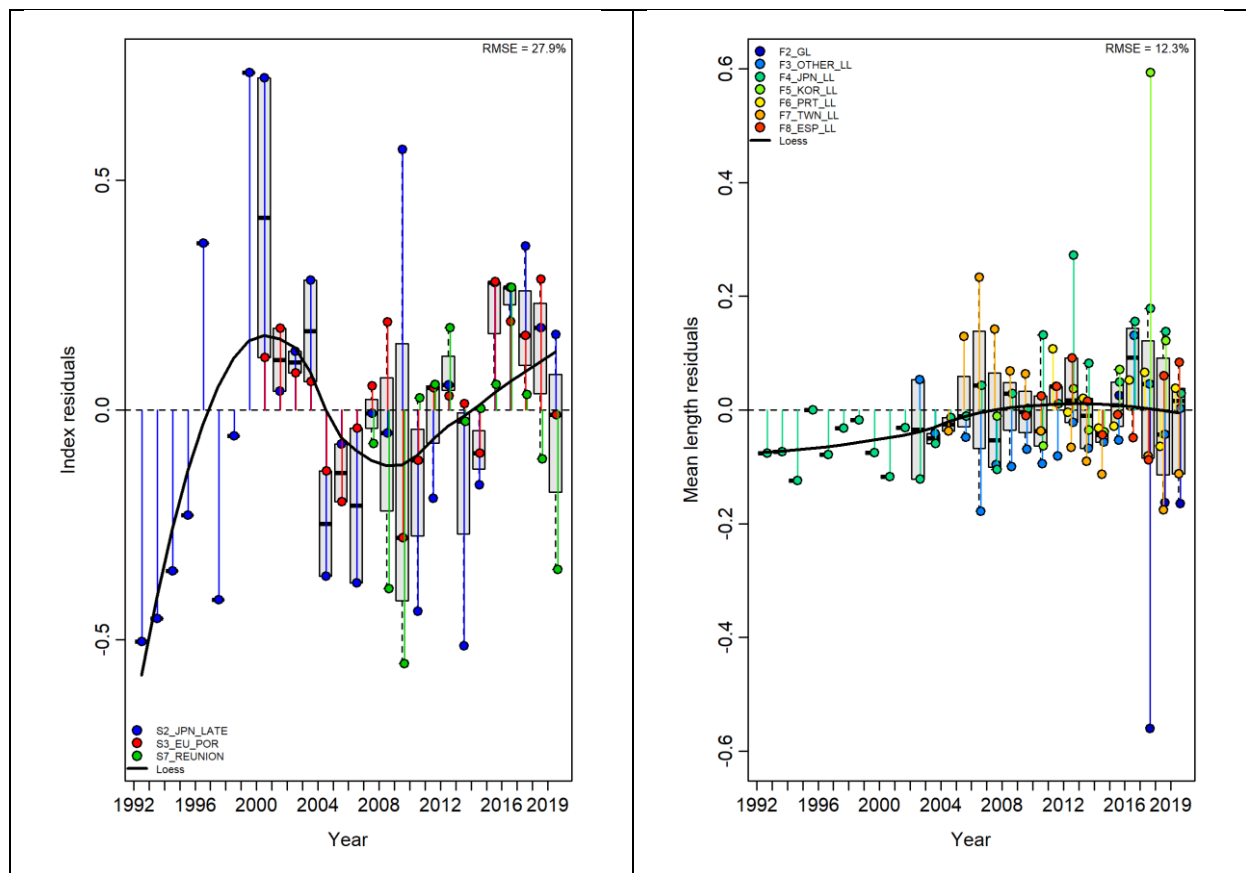 RMSE = 27.9%
Index residuals
0.5
0.0
-0.5
S2_JPN_LATE
S3_EU_POR
S7_REUNION
Loess
1992 1996 2000 2004 2008 2012 2016 2019
Year
RMSE = 12.3%
F2_GL
F3_OTHER_LL
F4_JPN_LL
F5_KOR_LL
F6_PRT_LL
F7_TWN_LL
F8_ESP_LL
Loess
Mean length residuals
0.6
0.4
0.2
0.0
-0.2
-0.4
-0.6
1992 1996 2000 2004 2008 2012 2016 2019
Year